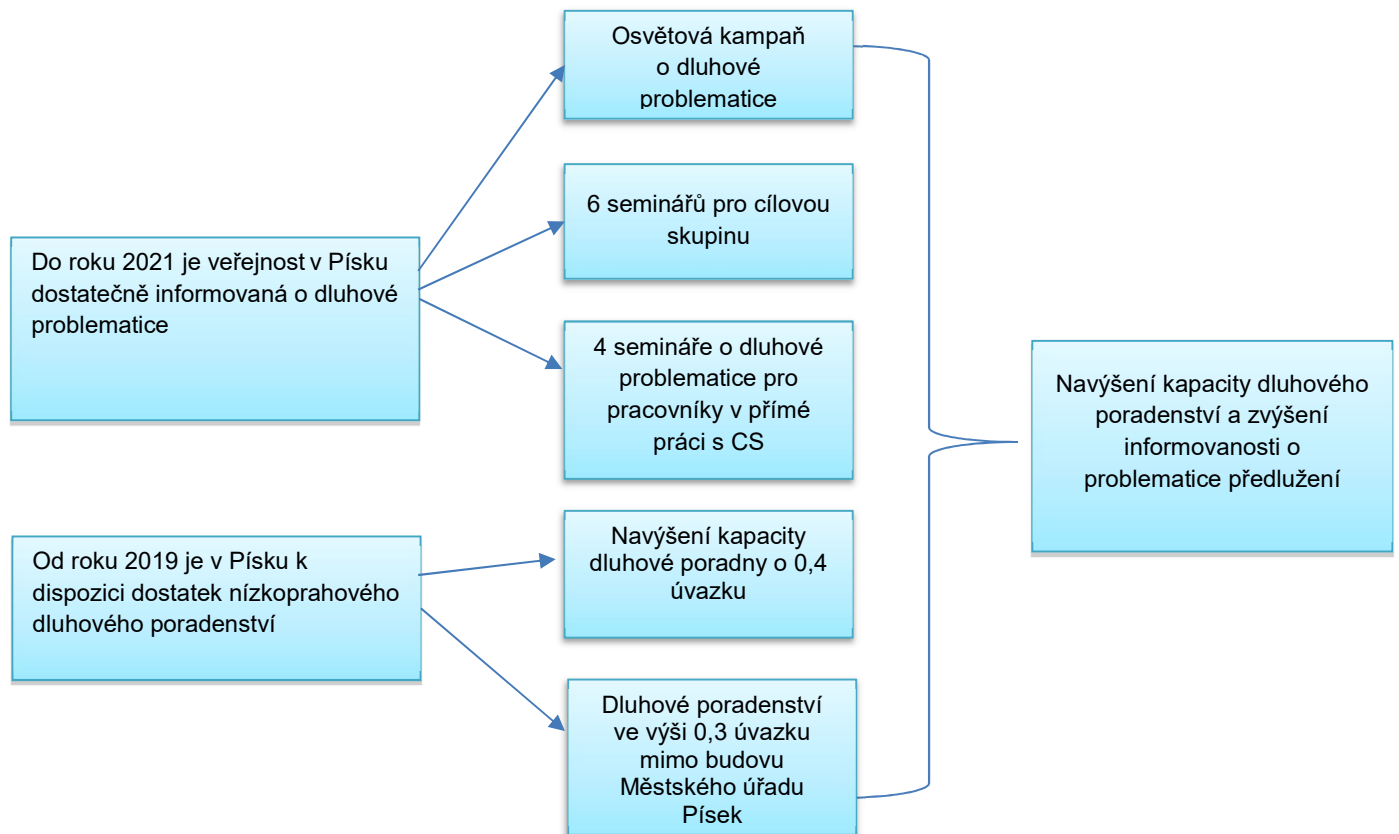 Osvětová kampaň
o dluhové
problematice
6 seminářů pro cílovou
skupinu
Do roku 2021 je veřejnost v Písku
dostatečně informovaná o dluhové
problematice
4 semináře o dluhové
problematice pro
pracovníky v přímé
práci s CS
Navýšení kapacity dluhového
poradenství a zvýšení
informovanosti o
problematice předlužení
Navýšení kapacity
dluhové poradny o 0,4
úvazku
Od roku 2019 je v Písku k
dispozici dostatek nízkoprahového
dluhového poradenství
Dluhové poradenství
ve výši 0,3 úvazku
mimo budovu
Městského úřadu
Písek